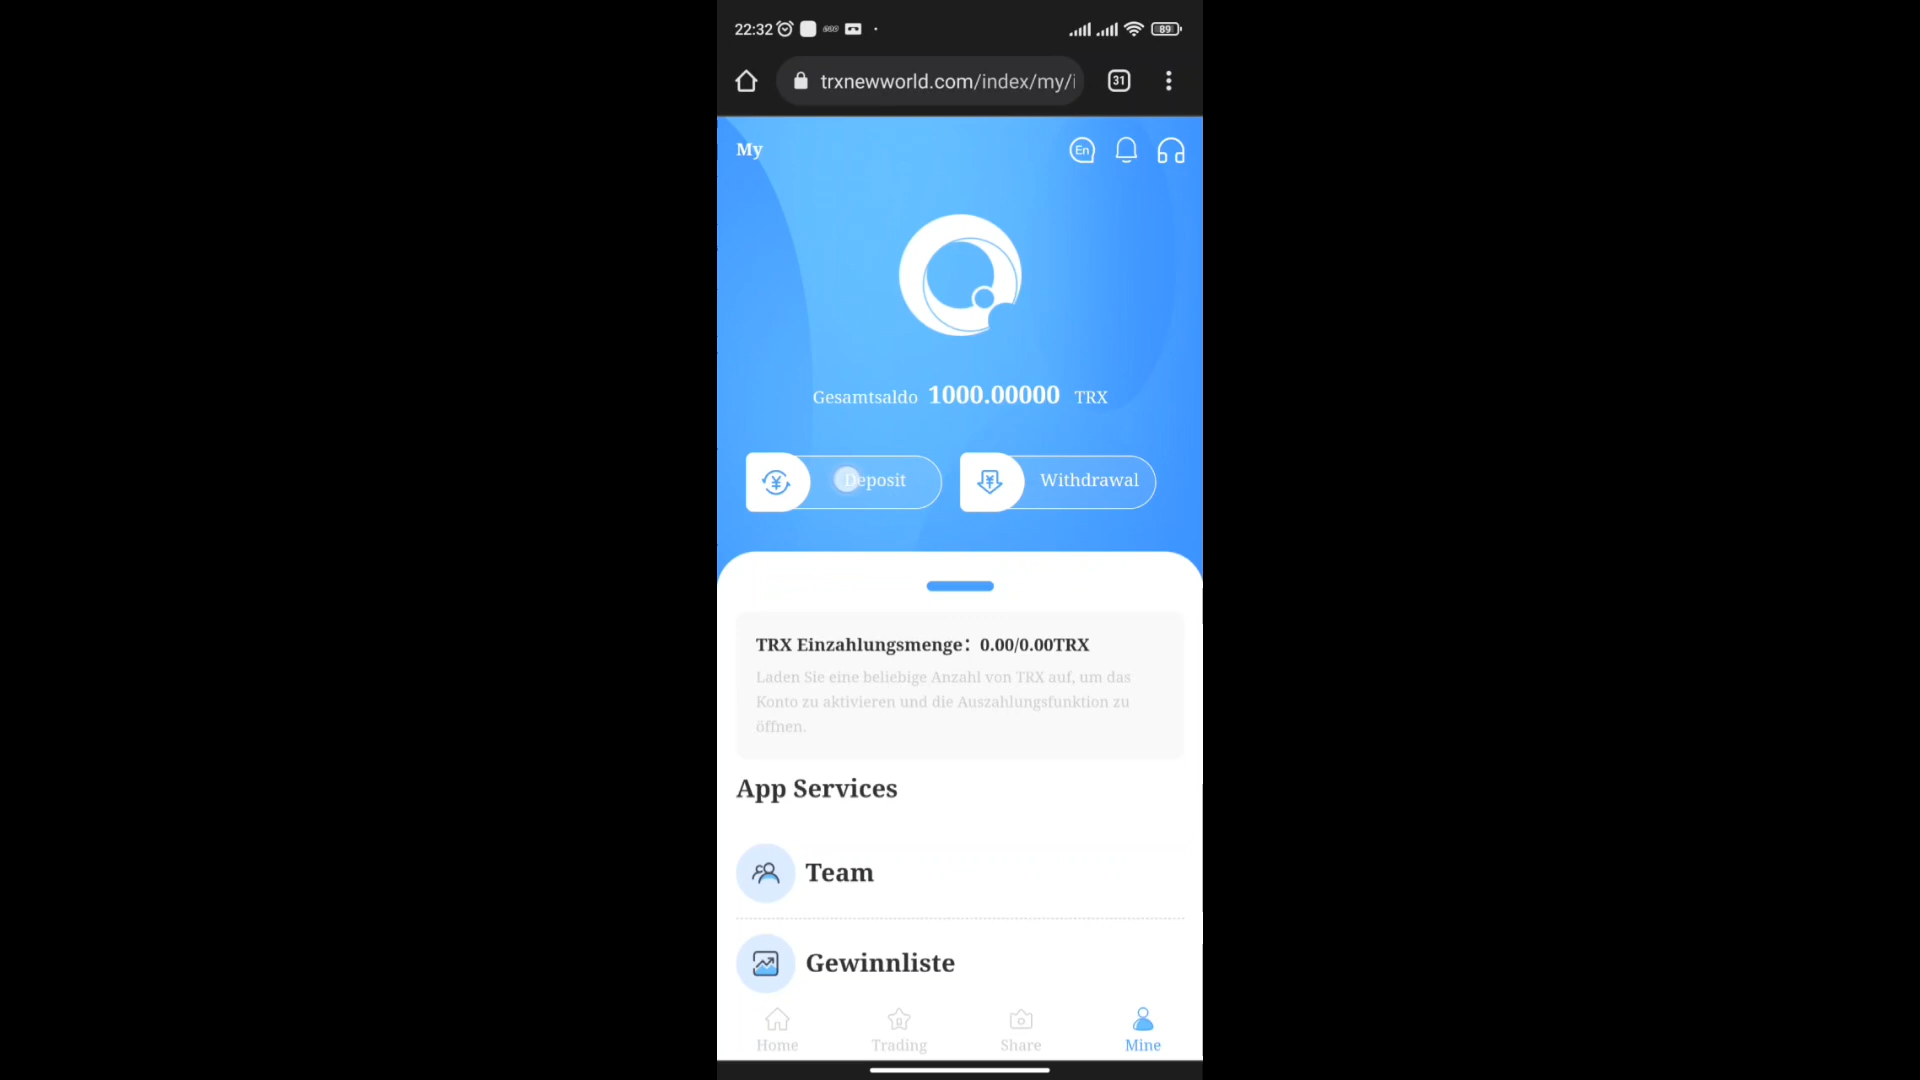 22:32
89
trxnewworld.com/index/my/i
31
My
En
Gesamtsaldo 1000.00000 TRX
Deposit
Withdrawal
TRX Einzahlungsmenge：0.00/0.00TRX
Laden Sie eine beliebige Anzahl von TRX auf, um das
Konto zu aktivieren und die Auszahlungsfunktion zu
öffnen.
App Services
Team
Gewinnliste
Home
Trading
Share
Mine